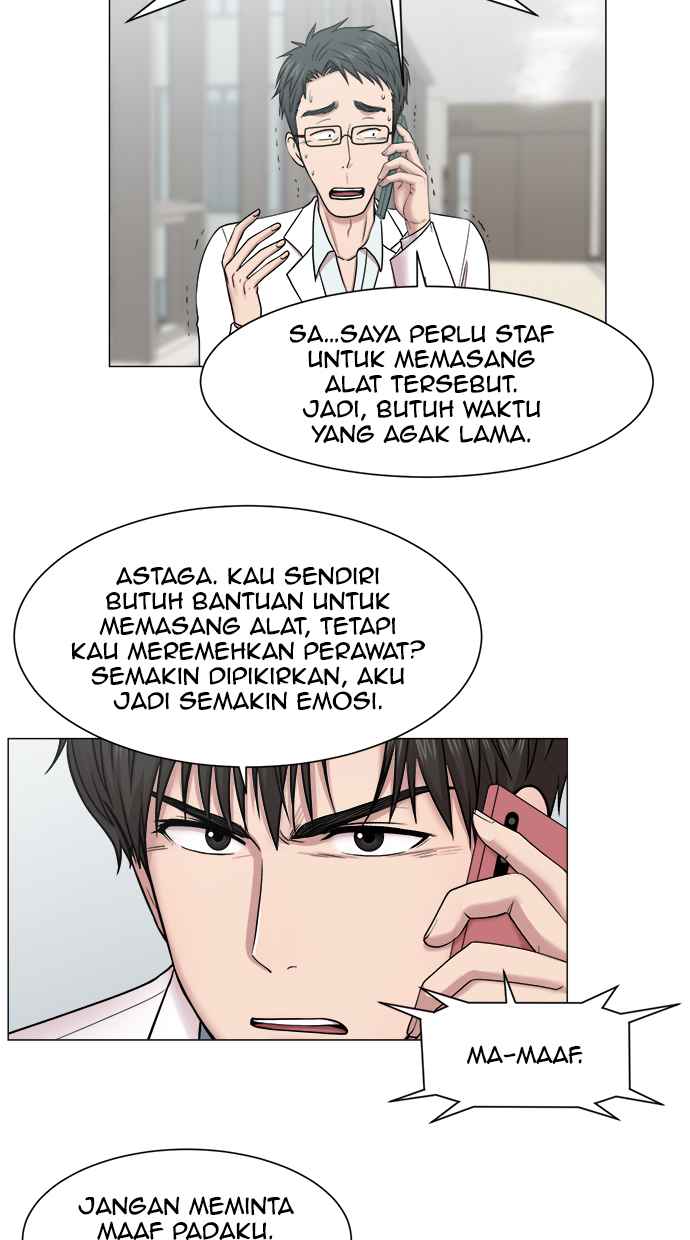 SA...SAYA PERLU STAF
UNTUK MEMASANG
ALAT TERSEBUT.
JADI, BUTUH WAKTU
YANG AGAK LAMA.
ASTAGA. KAU SENDIRI
BUTUH BANTUAN UNTUK
MEMASANG ALAT, TETAPI
KAU MEREMEHKAN PERAWAT?
SEMAKIN DIPIKIRKAN, AKU
JADI SEMAKIN EMOSI.
MA-MAAF.
JANGAN MEMINTA
MAAF PADAKU.